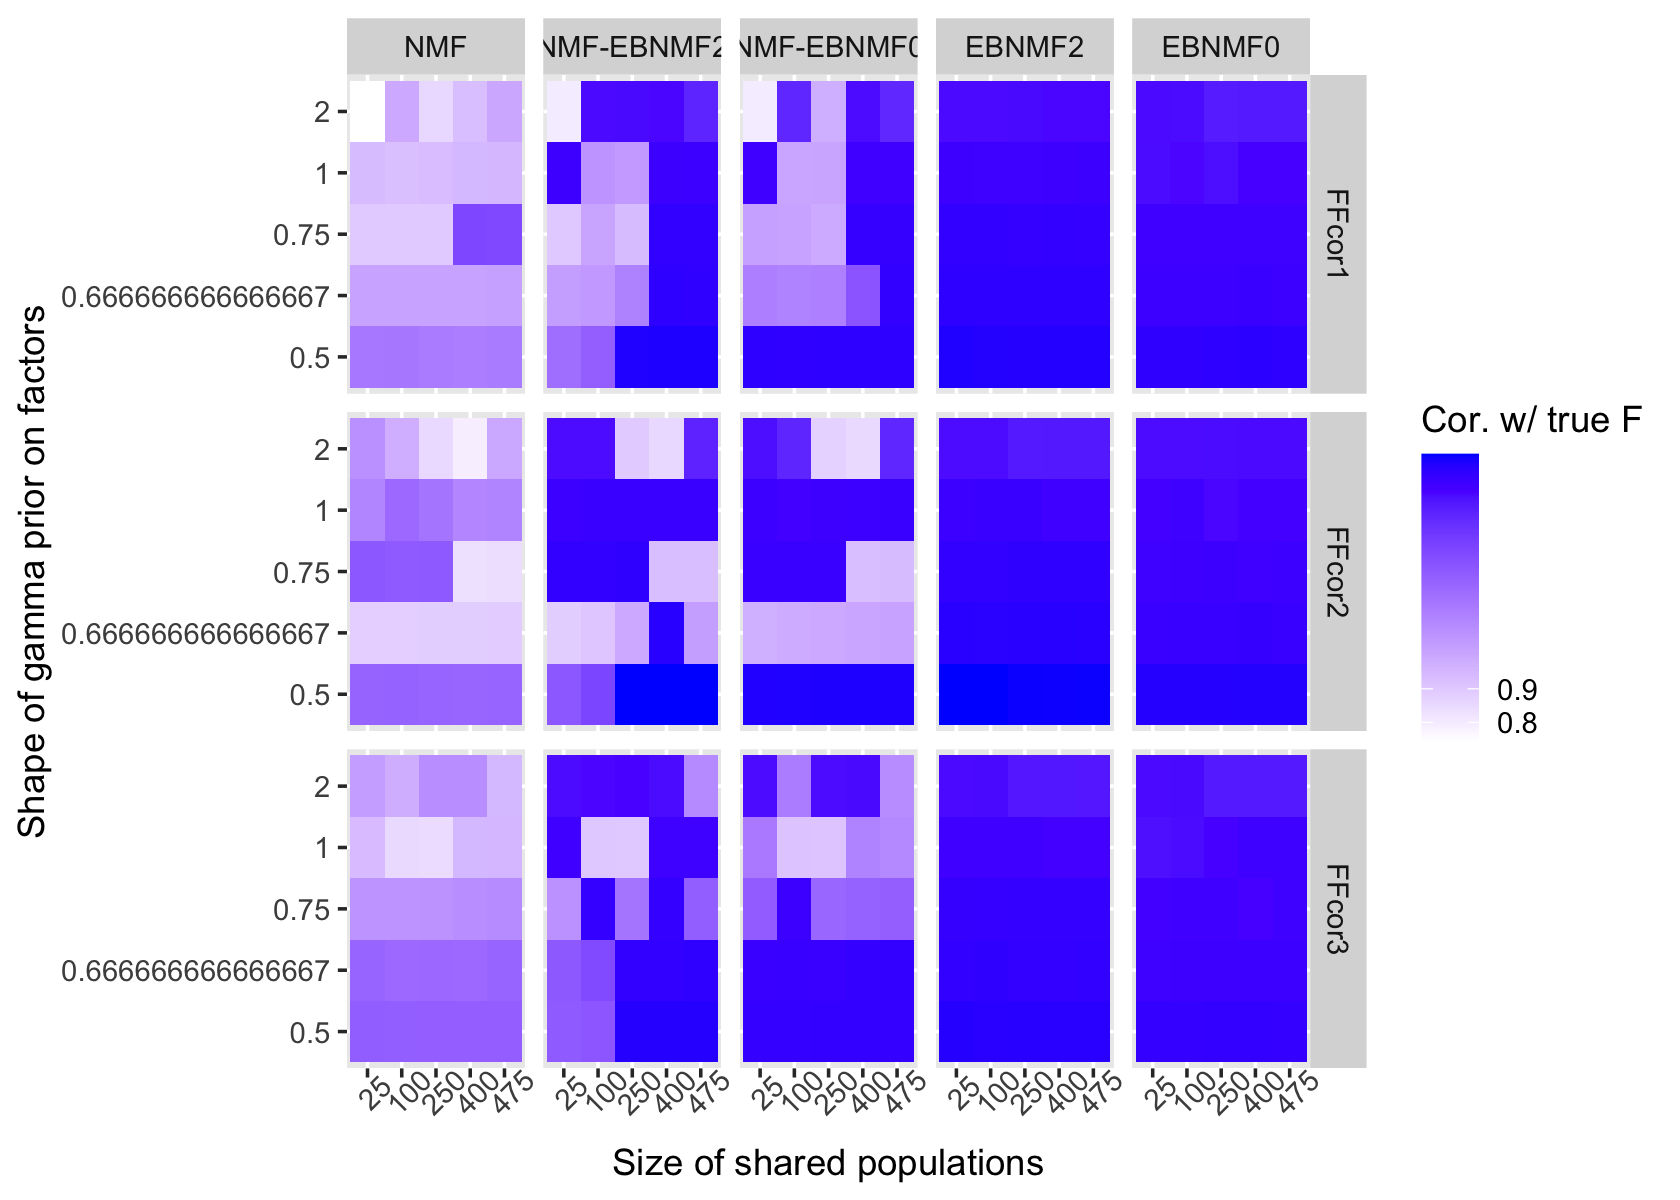 NMF
NMF-EBNMF2
NMF-EBNMF0
EBNMF2
EBNMF0
Shape of gamma prior on factors
2
1
0.75
0.666666666666667
0.5
FFcor1
2
1
0.75
0.666666666666667
0.5
FFcor2
2
1
0.75
0.666666666666667
0.5
FFcor3
25 100 250 400 475
25 100 250 400 475
25 100 250 400 475
25 100 250 400 475
25 100 250 400 475
Size of shared populations
Cor. w/ true F
0.9
0.8